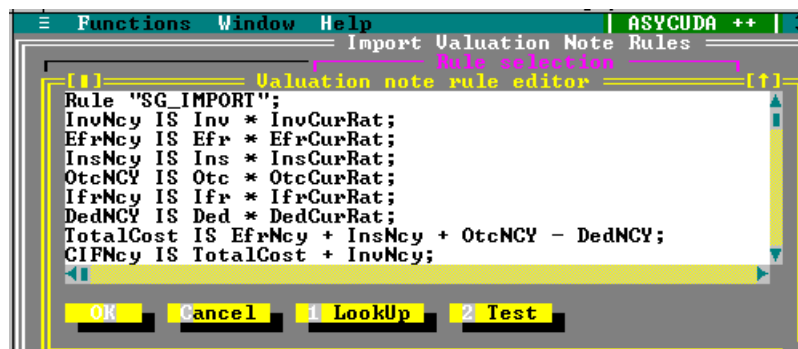 ≡ Functions Window Help ASYCUDA ++
Import Valuation Note Rules
Rule selection
Valuation note rule editor
Rule "SG_IMPORT";
InvNcy IS Inv * InvCurRat;
EfrNcy IS Efr * EfrCurRat;
InsNcy IS Ins * InsCurRat;
OtcNCY IS Otc * OtcCurRat;
IfrNcy IS Ifr * IfrCurRat;
DedNCY IS Ded * DedCurRat;
TotalCost IS EfrNcy + InsNcy + OtcNCY - DedNCY;
CIFNcy IS TotalCost + InvNcy;
OK Cancel 1 LookUp 2 Test